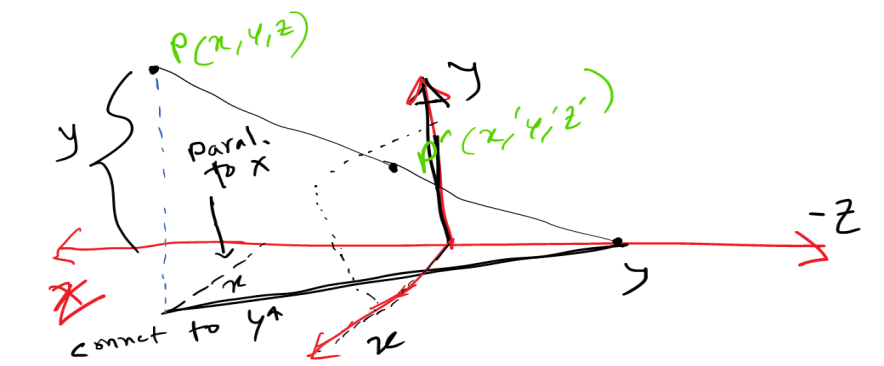 P(x, y, z)
y
y
P'(x', y', z')
paral.
to x
-Z
Z
x
y
connect to y*
x